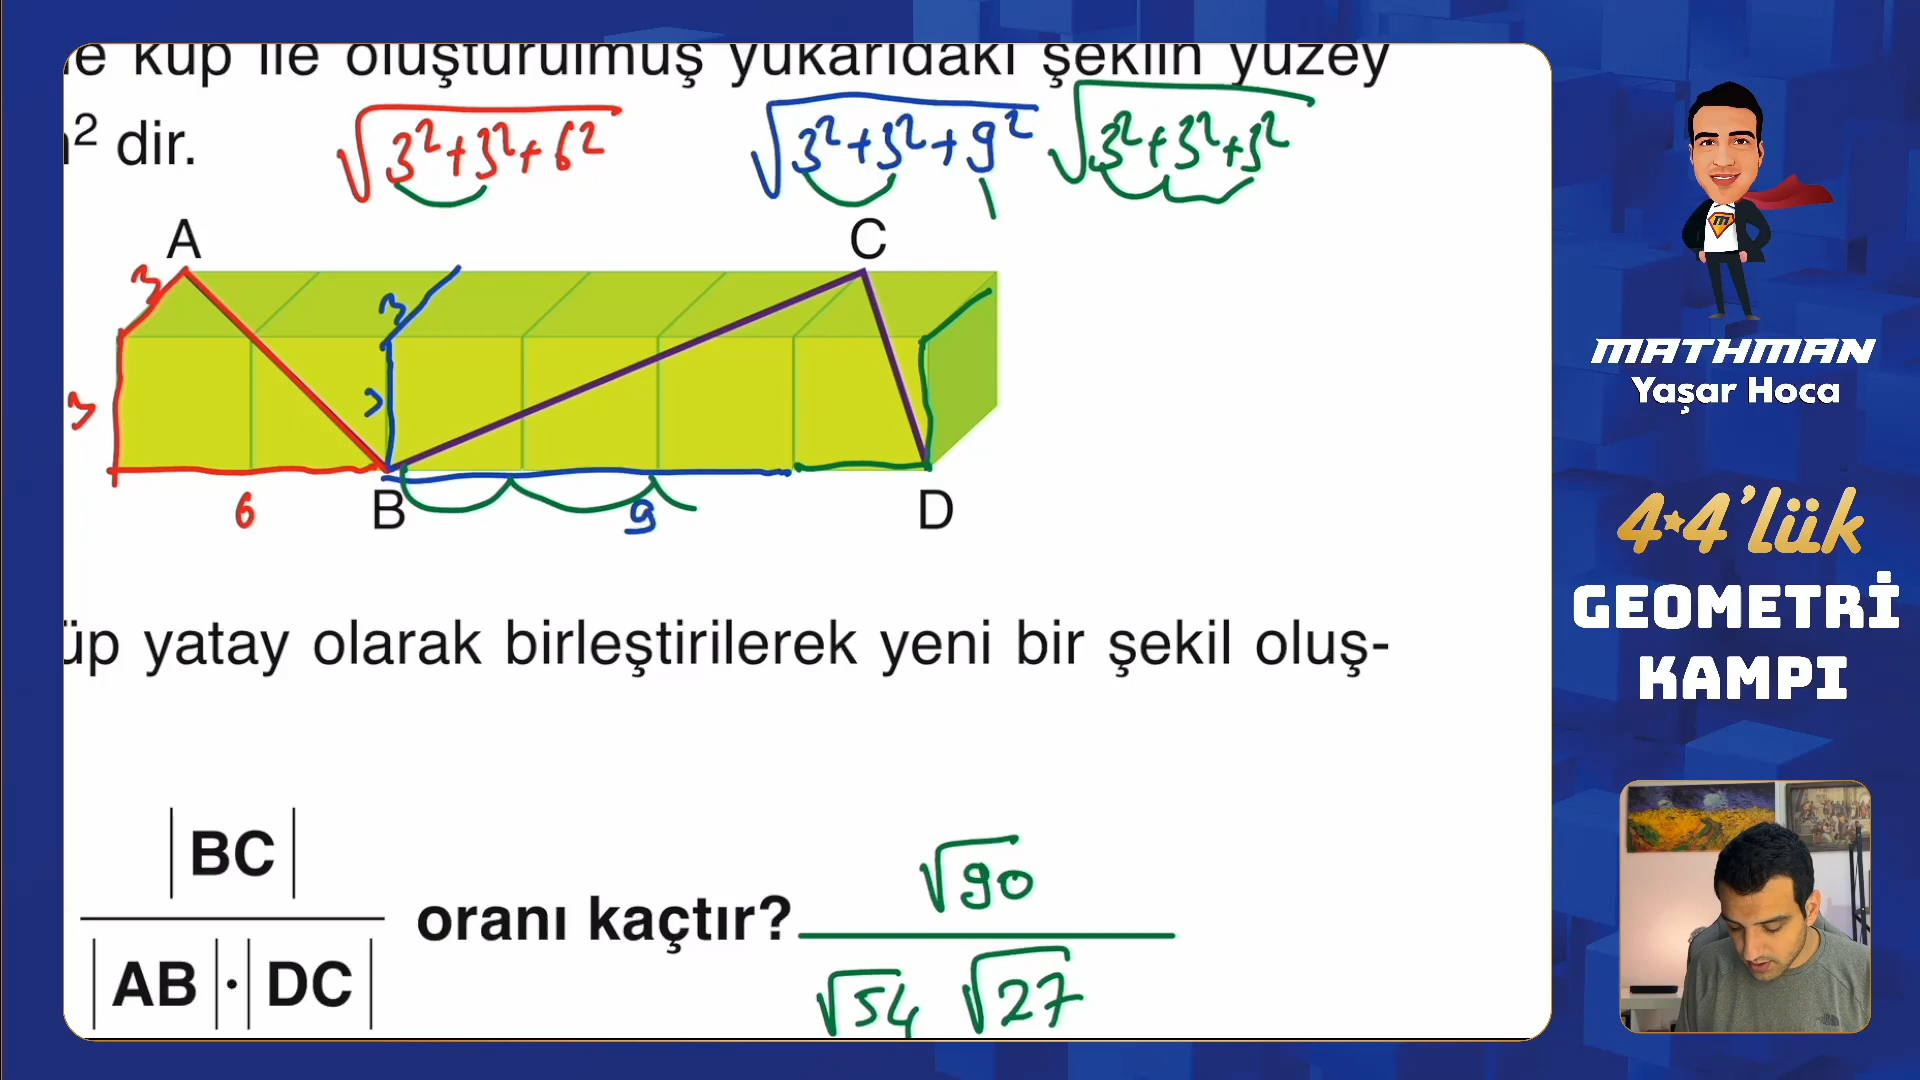 e küp ile oluşturulmuş yukarıdaki şeklin yüzey
² dir.
√3²+3²+6²
√3²+3²+9²
√3²+3²+3²
A
C
3
3
3
3
6
B
9
D
üp yatay olarak birleştirilerek yeni bir şekil oluş-
|BC|
|AB|·|DC|
oranı kaçtır?
√90
√54 √27
m
MATHMAN
Yaşar Hoca
4★4'lük
GEOMETRİ
KAMPI